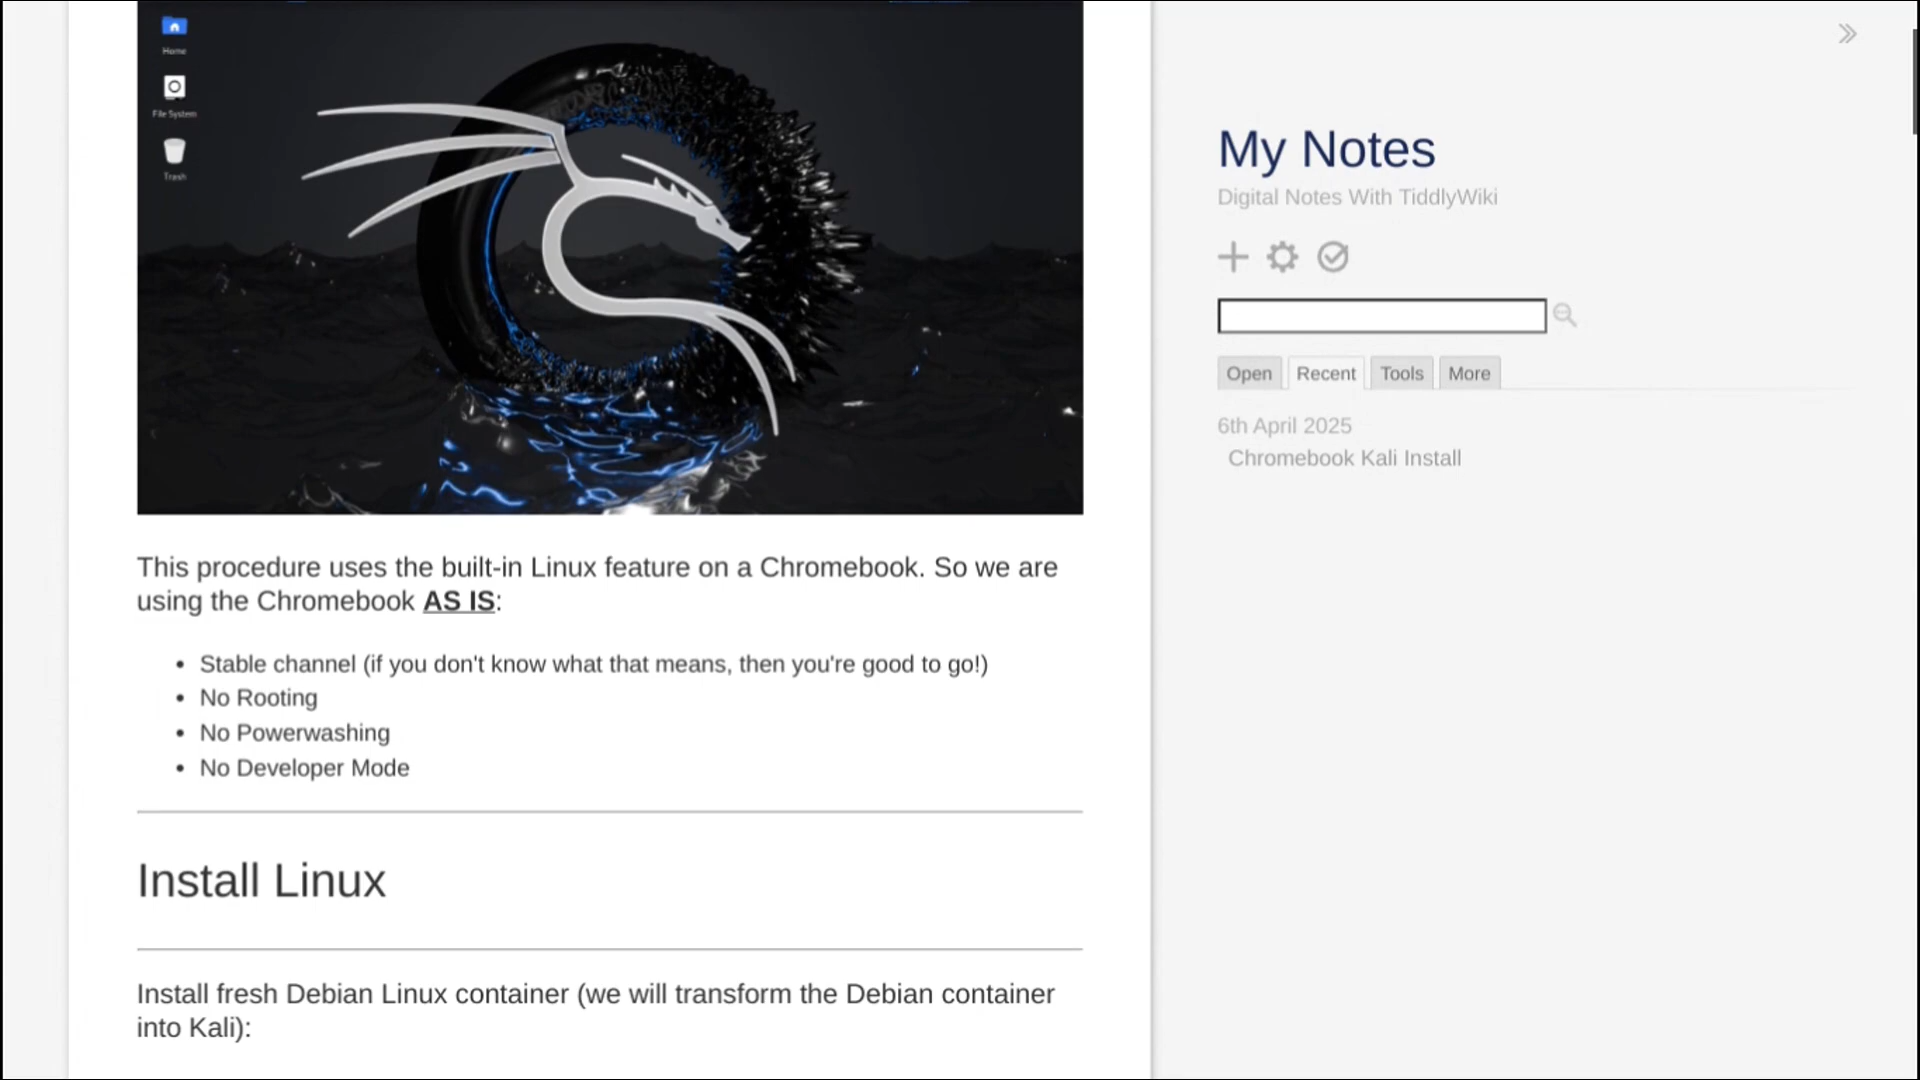 Home
File System
Trash
This procedure uses the built-in Linux feature on a Chromebook. So we are
using the Chromebook AS IS:
• Stable channel (if you don't know what that means, then you're good to go!)
• No Rooting
• No Powerwashing
• No Developer Mode
Install Linux
Install fresh Debian Linux container (we will transform the Debian container
into Kali):
My Notes
Digital Notes With TiddlyWiki
Open Recent Tools More
6th April 2025
Chromebook Kali Install